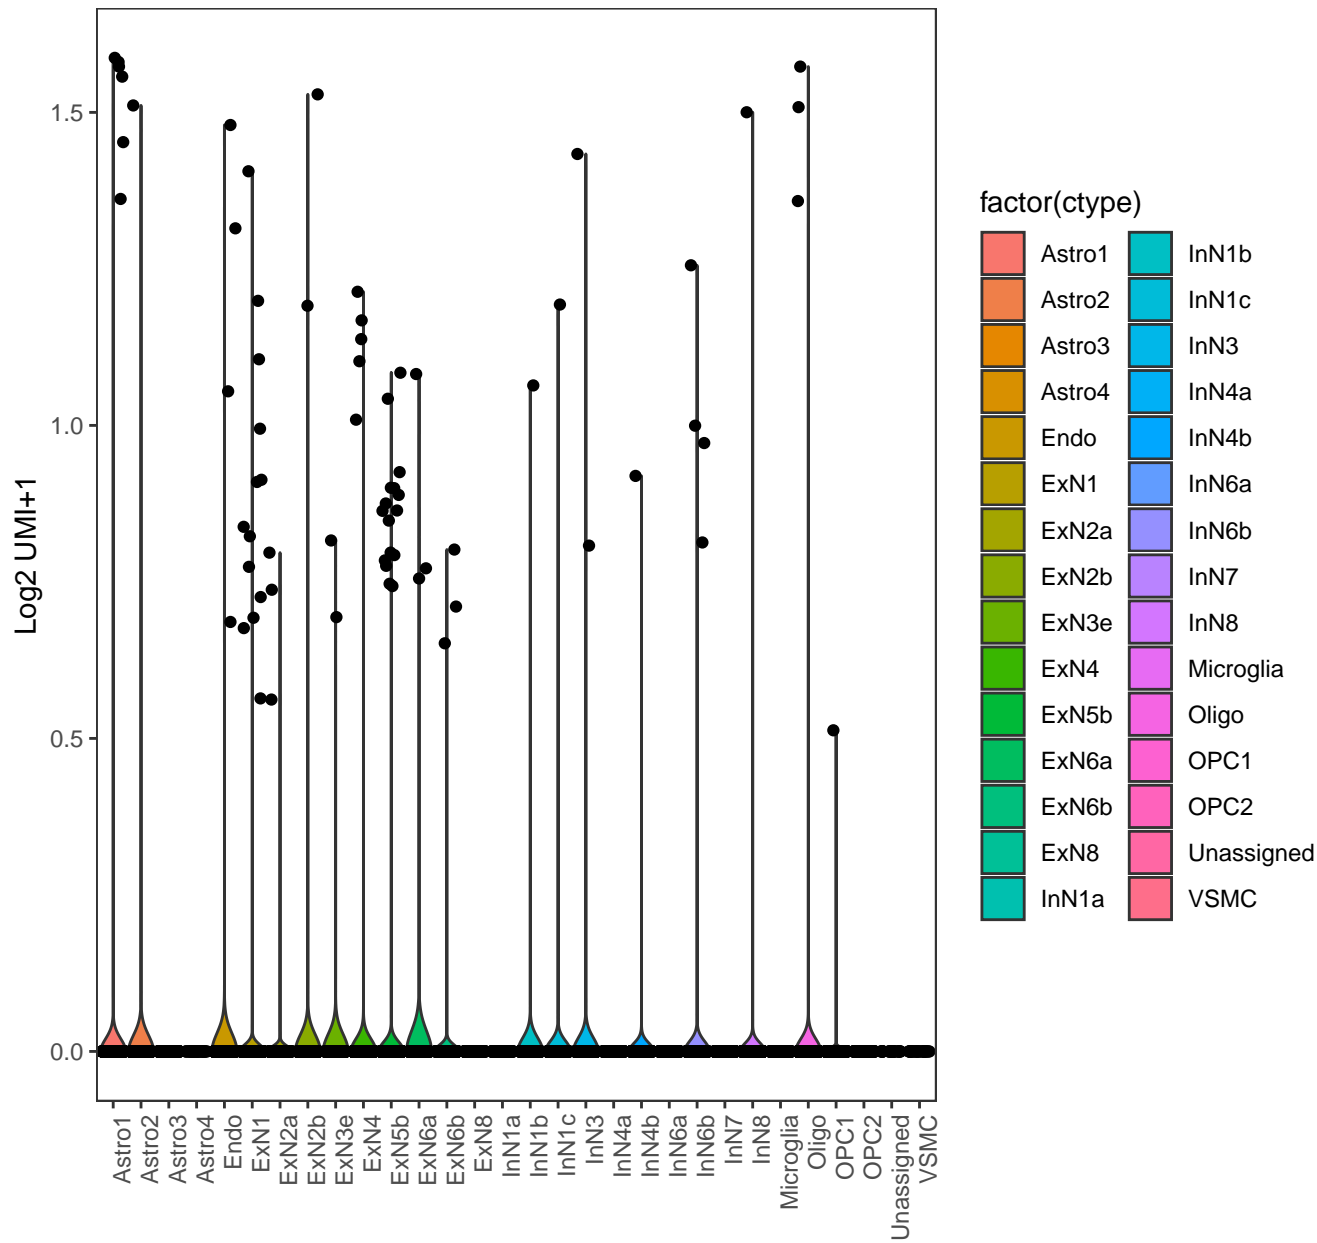 Log2 UMI+1
1.5
1.0
0.5
0.0
Astro1
Astro2
Astro3
Astro4
Endo
ExN1
ExN2a
ExN2b
ExN3e
ExN4
ExN5b
ExN6a
ExN6b
ExN8
InN1a
InN1b
InN1c
InN3
InN4a
InN4b
InN6a
InN6b
InN7
InN8
Microglia
Oligo
OPC1
OPC2
Unassigned
VSMC
factor(ctype)
Astro1
Astro2
Astro3
Astro4
Endo
ExN1
ExN2a
ExN2b
ExN3e
ExN4
ExN5b
ExN6a
ExN6b
ExN8
InN1a
InN1b
InN1c
InN3
InN4a
InN4b
InN6a
InN6b
InN7
InN8
Microglia
Oligo
OPC1
OPC2
Unassigned
VSMC